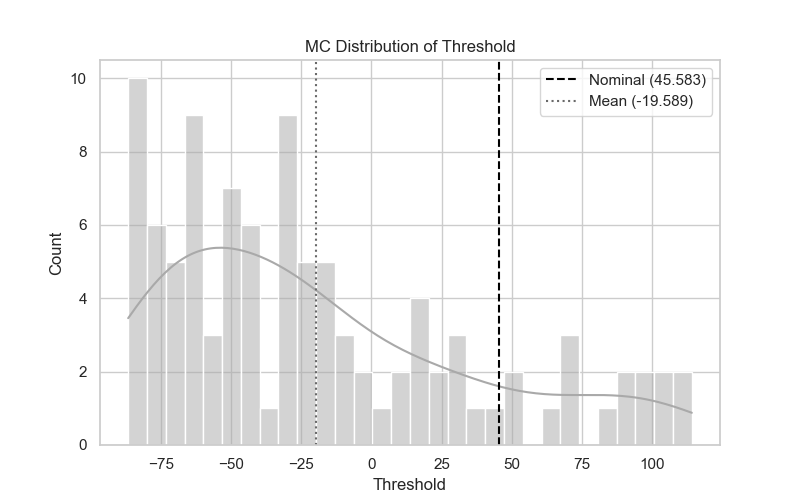 MC Distribution of Threshold
Nominal (45.583)
Mean (-19.589)
10
8
6
4
2
0
Count
−75
−50
−25
0
25
50
75
100
Threshold